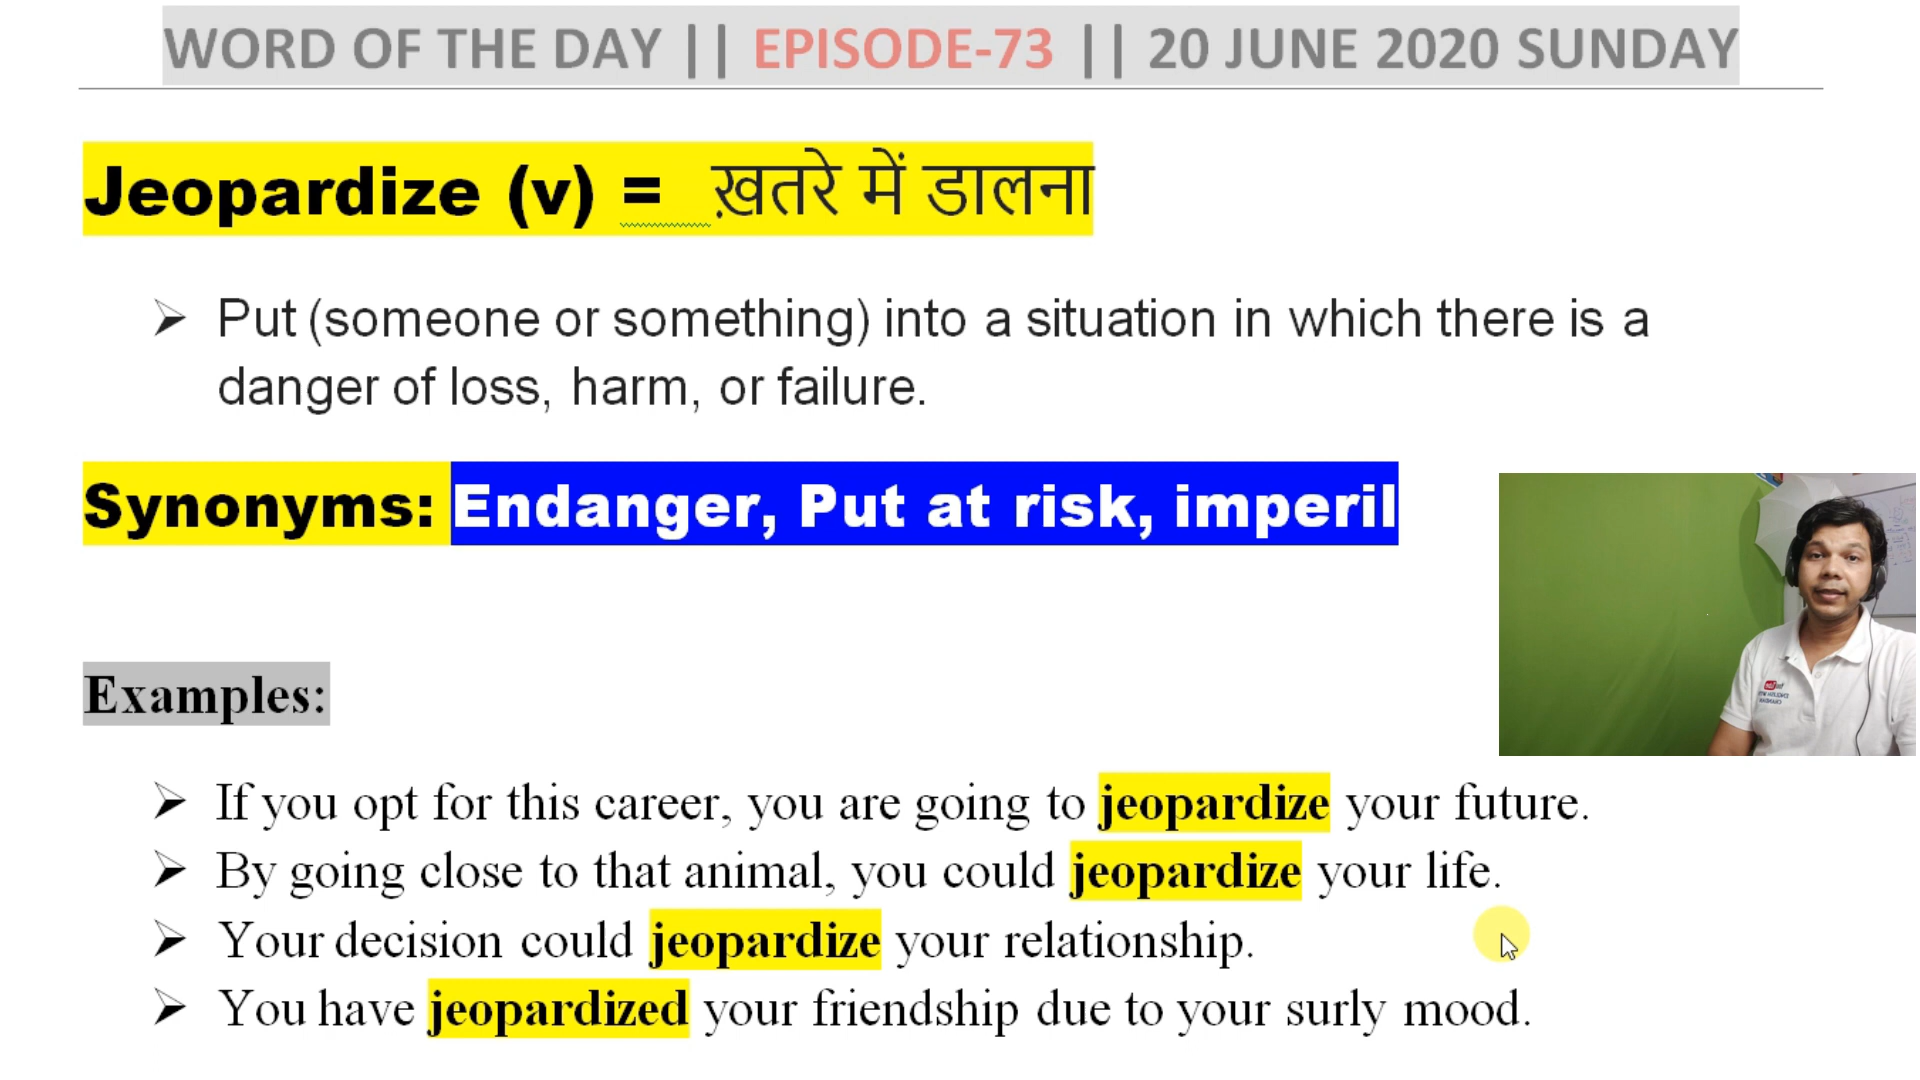 WORD OF THE DAY || EPISODE-73 || 20 JUNE 2020 SUNDAY
Jeopardize (v) = ख़तरे में डालना
➢ Put (someone or something) into a situation in which there is a
danger of loss, harm, or failure.
Synonyms: Endanger, Put at risk, imperil
Examples:
➢ If you opt for this career, you are going to jeopardize your future.
➢ By going close to that animal, you could jeopardize your life.
➢ Your decision could jeopardize your relationship.
➢ You have jeopardized your friendship due to your surly mood.